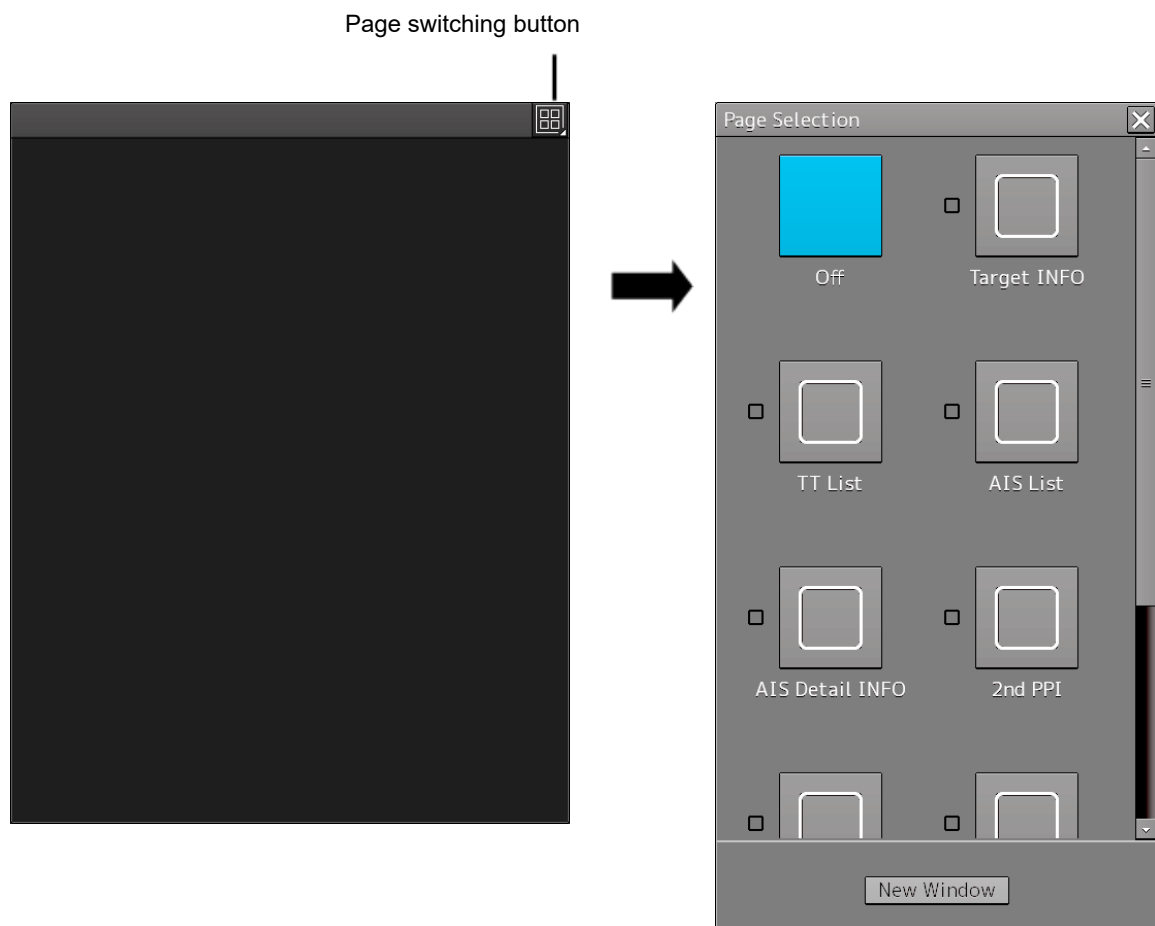 Page switching button
Page Selection
Off
Target INFO
TT List
AIS List
AIS Detail INFO
2nd PPI
New Window